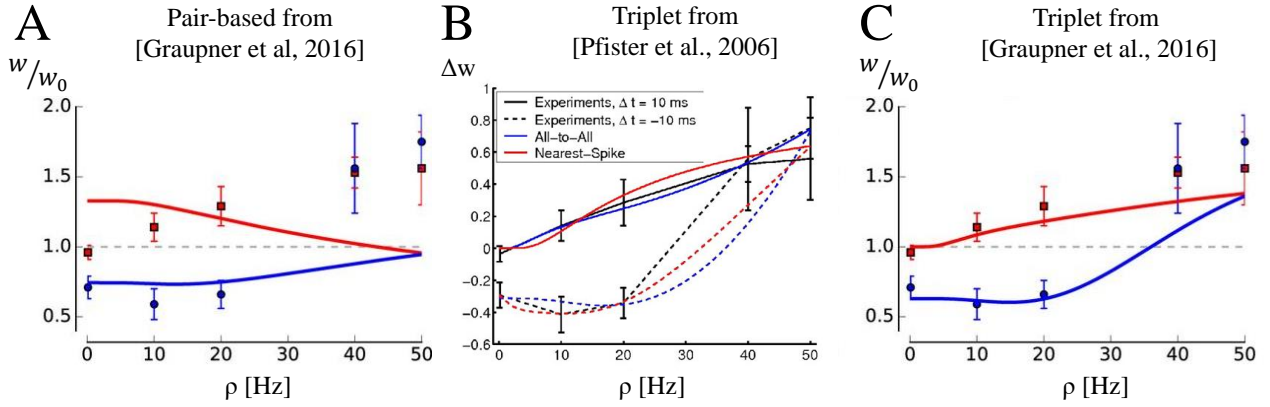 A
Pair-based from
[Graupner et al, 2016]
w/w0
2.0
1.5
1.0
0.5
0 10 20 30 40 50
ρ [Hz]
B
Triplet from
[Pfister et al., 2006]
Δw
1
0.8
0.6
0.4
0.2
0
-0.2
-0.4
-0.6
Experiments, Δ t = 10 ms
Experiments, Δ t = -10 ms
All-to-All
Nearest-Spike
0 10 20 30 40 50
ρ [Hz]
C
Triplet from
[Graupner et al., 2016]
w/w0
2.0
1.5
1.0
0.5
0 10 20 30 40 50
ρ [Hz]